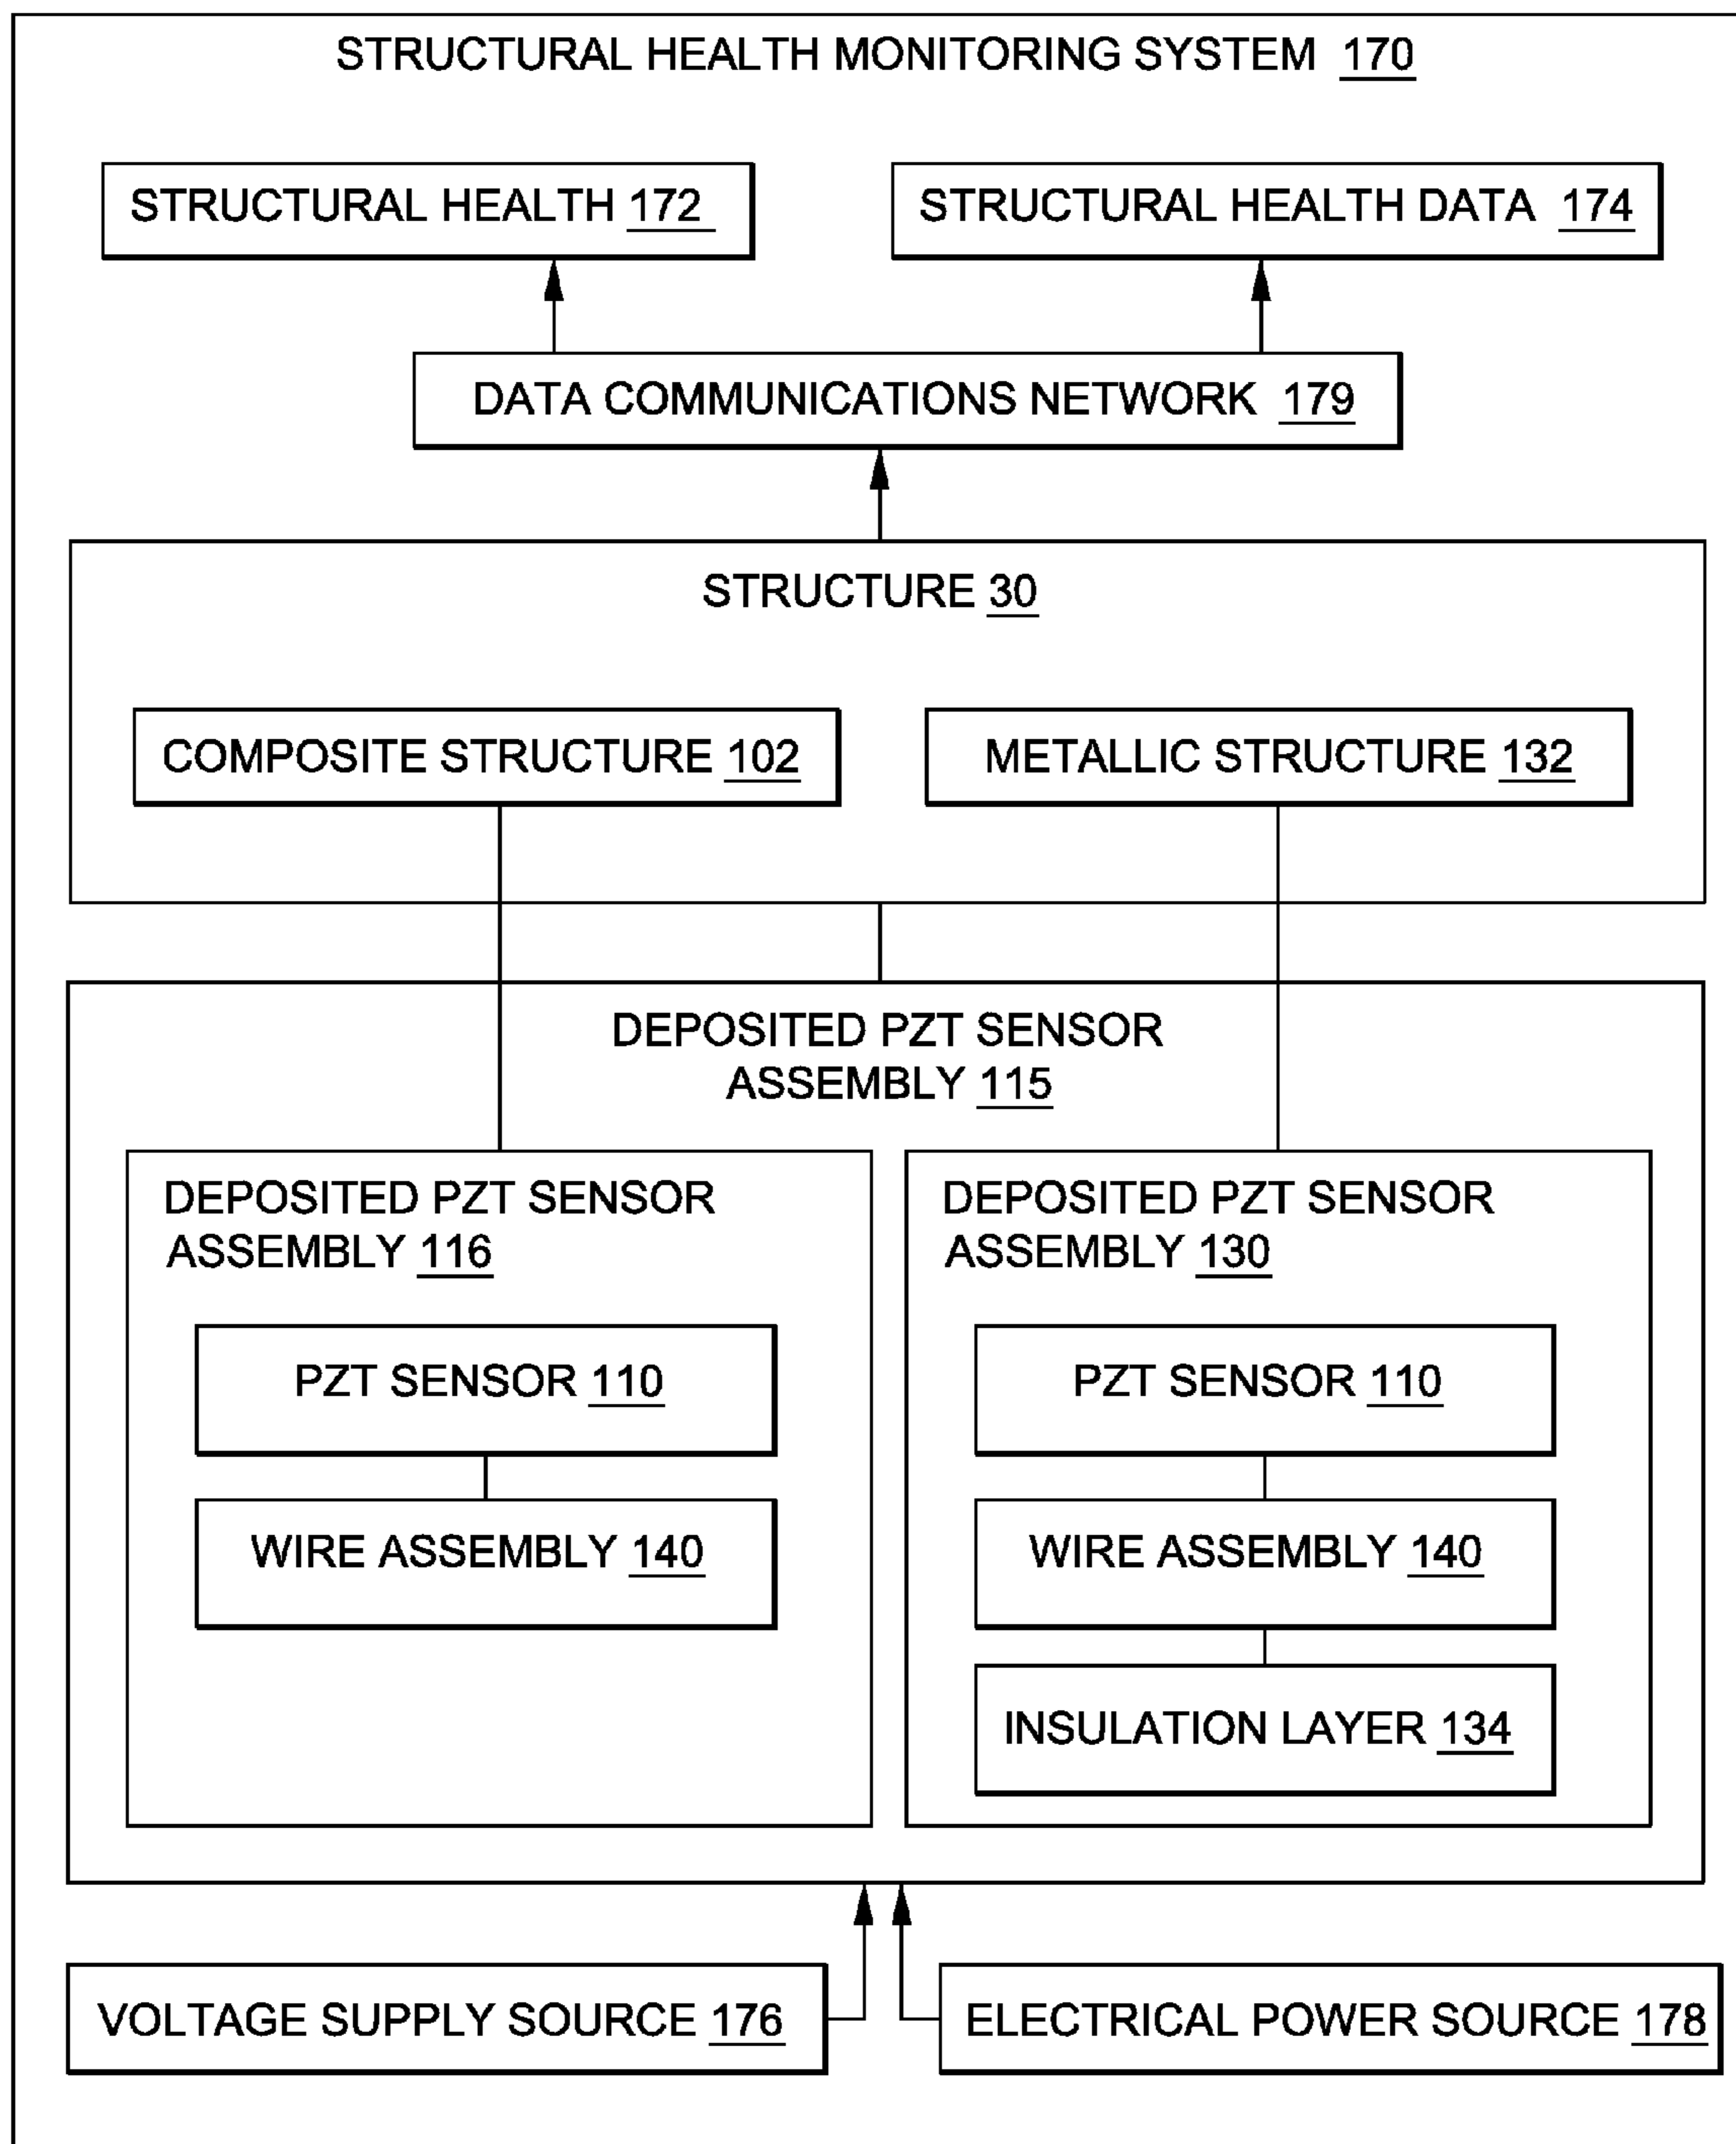 STRUCTURAL HEALTH MONITORING SYSTEM 170
STRUCTURAL HEALTH 172
STRUCTURAL HEALTH DATA 174
DATA COMMUNICATIONS NETWORK 179
STRUCTURE 30
COMPOSITE STRUCTURE 102
METALLIC STRUCTURE 132
DEPOSITED PZT SENSOR
ASSEMBLY 115
DEPOSITED PZT SENSOR
ASSEMBLY 116
PZT SENSOR 110
WIRE ASSEMBLY 140
DEPOSITED PZT SENSOR
ASSEMBLY 130
PZT SENSOR 110
WIRE ASSEMBLY 140
INSULATION LAYER 134
VOLTAGE SUPPLY SOURCE 176
ELECTRICAL POWER SOURCE 178